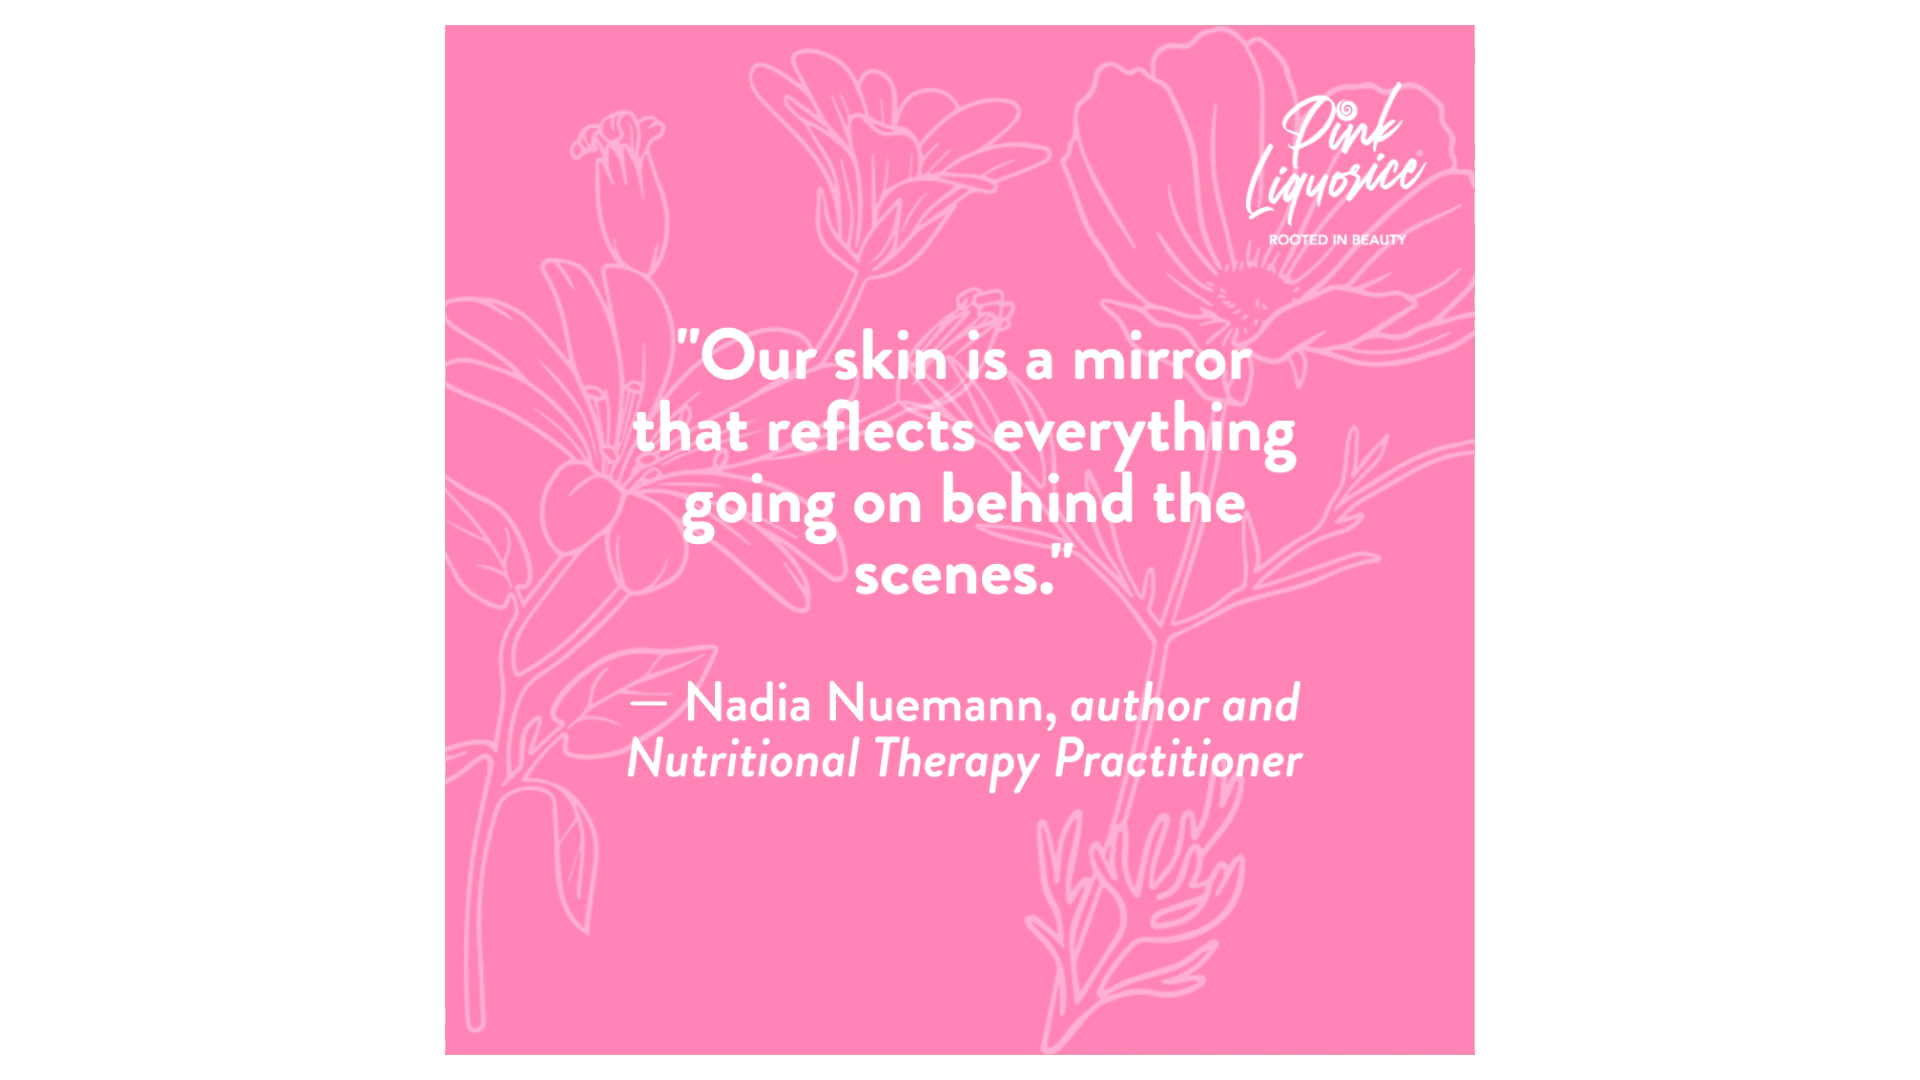 Pink
Liquorice
ROOTED IN BEAUTY
"Our skin is a mirror
that reflects everything
going on behind the
scenes."
— Nadia Nuemann, author and
Nutritional Therapy Practitioner